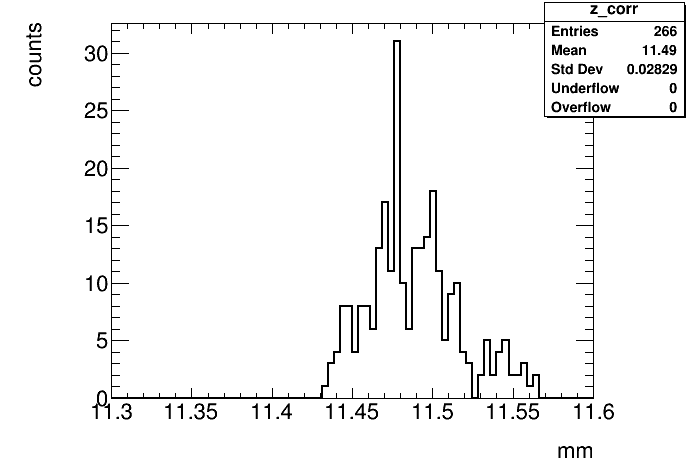 z_corr
Entries 266
Mean 11.49
Std Dev 0.02829
Underflow 0
Overflow 0
counts
30
25
20
15
10
5
0
11.3 11.35 11.4 11.45 11.5 11.55 11.6
mm